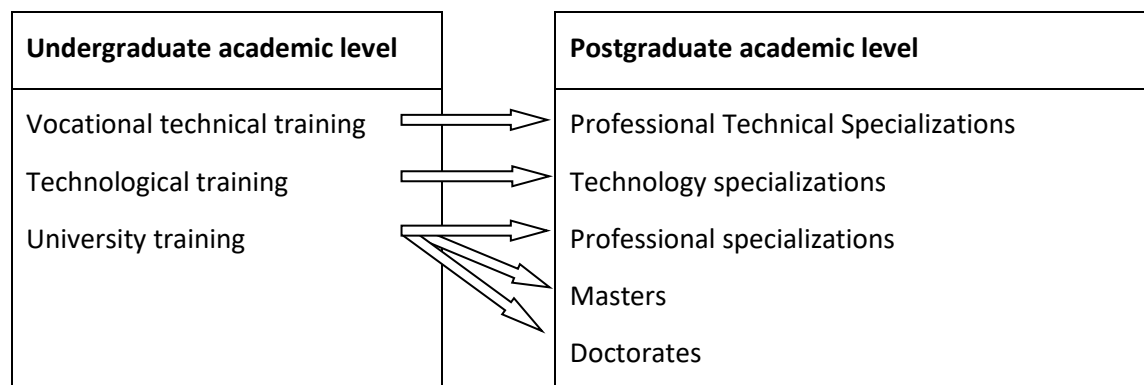 Undergraduate academic level
Vocational technical training
Technological training
University training
Postgraduate academic level
Professional Technical Specializations
Technology specializations
Professional specializations
Masters
Doctorates